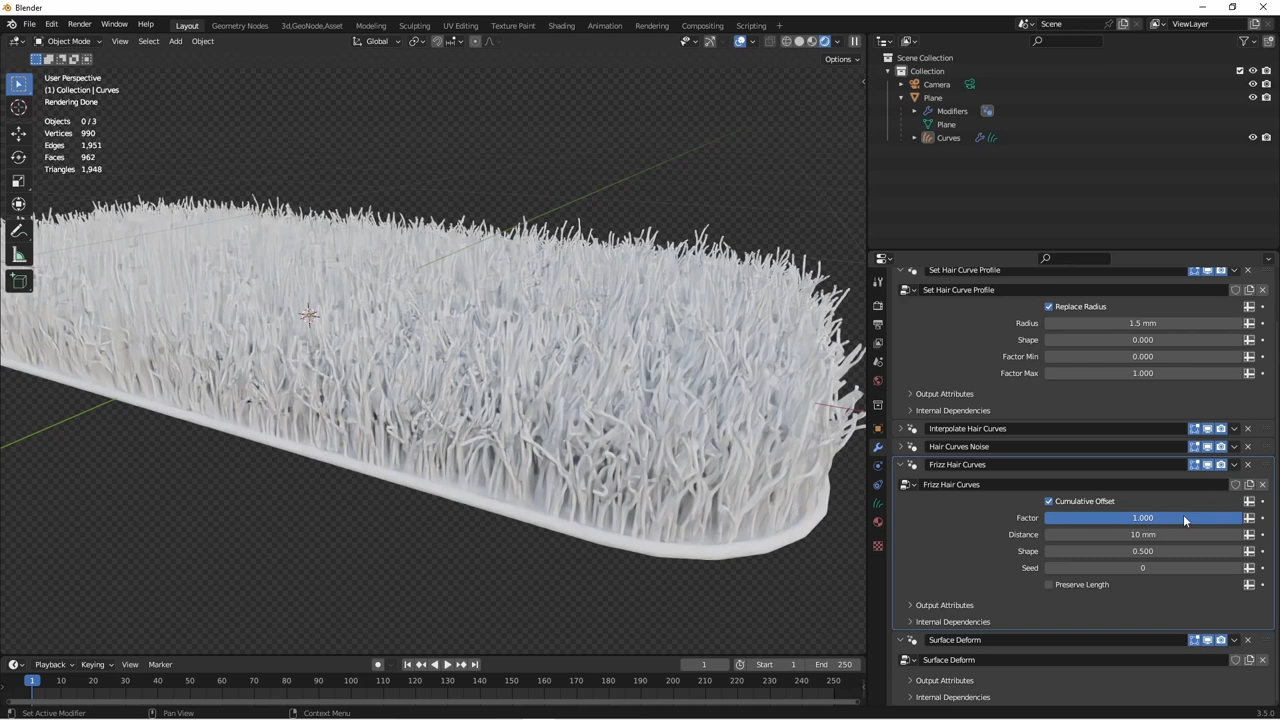 Blender
File Edit Render Window Help Layout Geometry Nodes 3d,GeoNode,Asset Modeling Sculpting UV Editing Texture Paint Shading Animation Rendering Compositing Scripting Scene ViewLayer
Object Mode View Select Add Object Global
Options
User Perspective
(1) Collection | Curves
Rendering Done
Objects 0 / 3
Vertices 990
Edges 1,951
Faces 962
Triangles 1,948
Scene Collection
Collection
Camera
Plane
Modifiers
Plane
Curves
Set Hair Curve Profile
Set Hair Curve Profile
Replace Radius
Radius 1.5 mm
Shape 0.000
Factor Min 0.000
Factor Max 1.000
Output Attributes
Internal Dependencies
Interpolate Hair Curves
Hair Curves Noise
Frizz Hair Curves
Frizz Hair Curves
Cumulative Offset
Factor 1.000
Distance 10 mm
Shape 0.500
Seed 0
Preserve Length
Output Attributes
Internal Dependencies
Surface Deform
Surface Deform
Output Attributes
Internal Dependencies
Playback Keying View Marker 1 Start 1 End 250
1 10 20 30 40 50 60 70 80 90 100 110 120 130 140 150 160 170 180 190 200 210 220 230 240 250
Set Active Modifier Pan View Context Menu 3.5.0